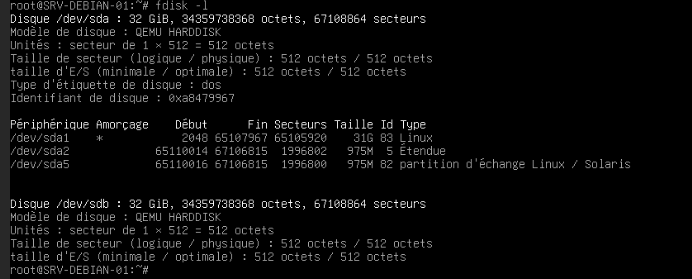 root@SRV-DEBIAN-01:~# fdisk -l
Disque /dev/sda : 32 GiB, 34359738368 octets, 67108864 secteurs
Modèle de disque : QEMU HARDDISK
Unités : secteur de 1 × 512 = 512 octets
Taille de secteur (logique / physique) : 512 octets / 512 octets
taille d'E/S (minimale / optimale) : 512 octets / 512 octets
Type d'étiquette de disque : dos
Identifiant de disque : 0xa8479967
Périphérique Amorçage Début Fin Secteurs Taille Id Type
/dev/sda1 * 2048 65107967 65105920 31G 83 Linux
/dev/sda2 65110014 67106815 1996802 975M 5 Étendue
/dev/sda5 65110016 67106815 1996800 975M 82 partition d'échange Linux / Solaris
Disque /dev/sdb : 32 GiB, 34359738368 octets, 67108864 secteurs
Modèle de disque : QEMU HARDDISK
Unités : secteur de 1 × 512 = 512 octets
Taille de secteur (logique / physique) : 512 octets / 512 octets
taille d'E/S (minimale / optimale) : 512 octets / 512 octets
root@SRV-DEBIAN-01:~#